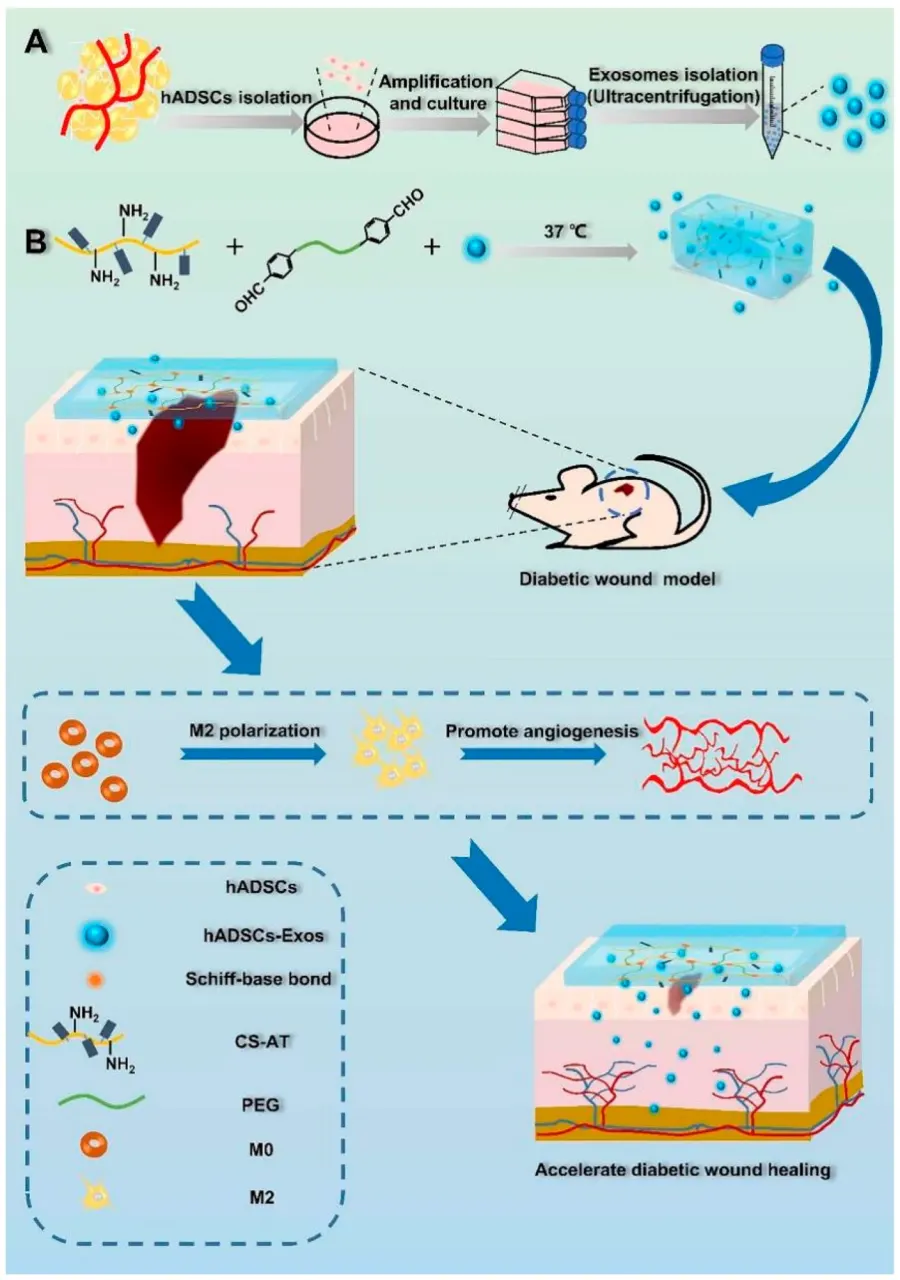 A
hADSCs isolation
Amplification
and culture
Exosomes isolation
(Ultracentrifugation)
B
NH2
NH2
NH2
+
OHC
CHO
+
37 ℃
Diabetic wound model
M2 polarization
Promote angiogenesis
hADSCs
hADSCs-Exos
Schiff-base bond
NH2
NH2
CS-AT
PEG
M0
M2
Accelerate diabetic wound healing